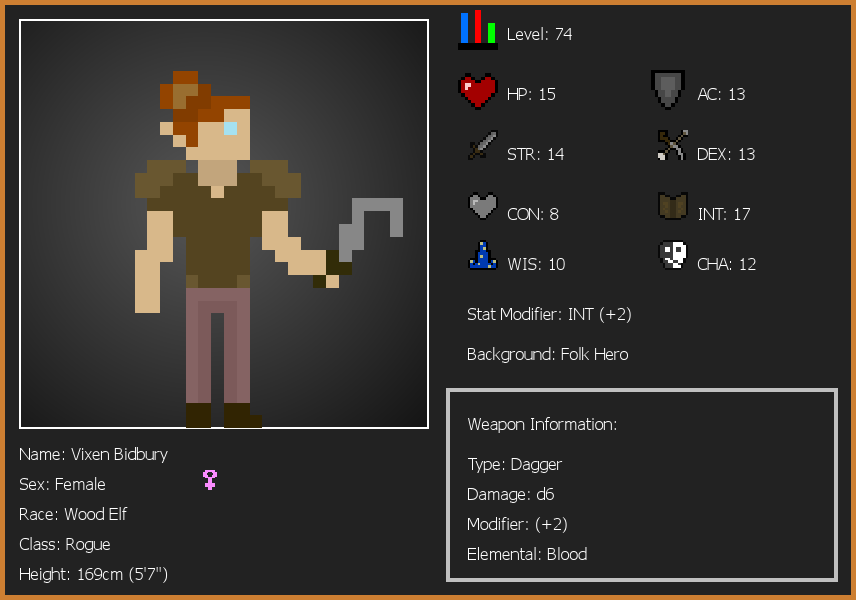 Level: 74
HP: 15
AC: 13
STR: 14
DEX: 13
CON: 8
INT: 17
WIS: 10
CHA: 12
Stat Modifier: INT (+2)
Background: Folk Hero
Weapon Information:
Type: Dagger
Damage: d6
Modifier: (+2)
Elemental: Blood
Name: Vixen Bidbury
Sex: Female
Race: Wood Elf
Class: Rogue
Height: 169cm (5'7")